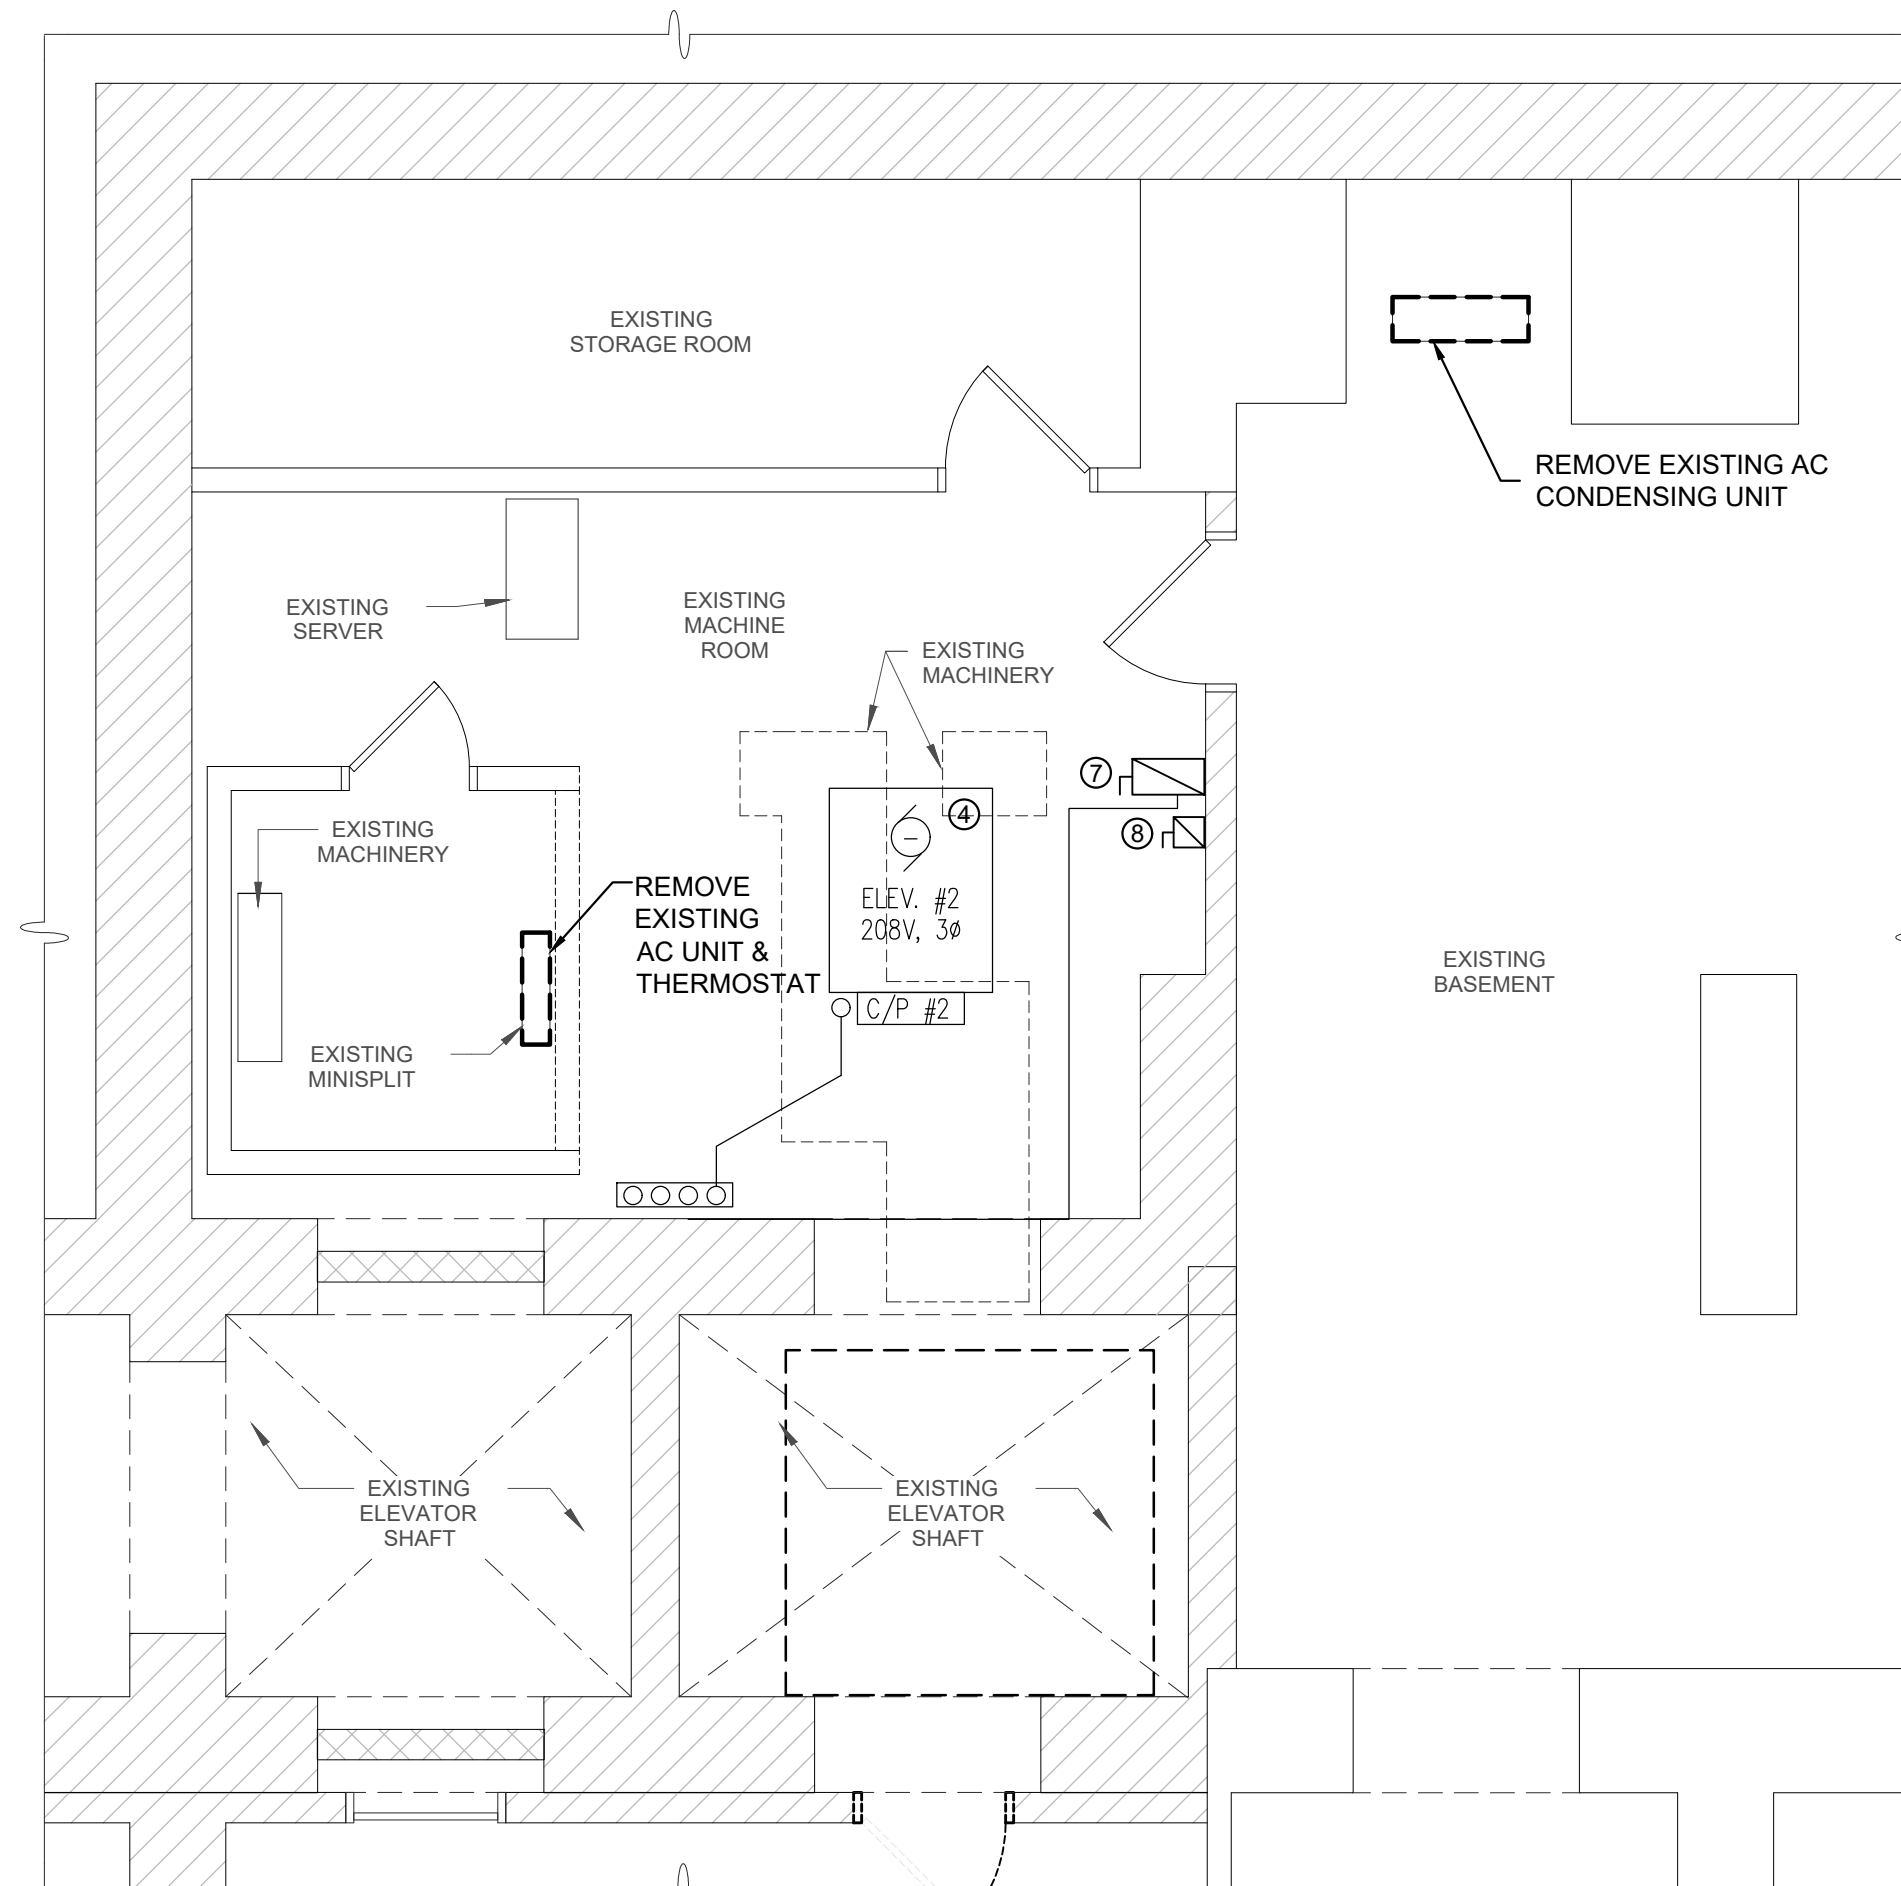 EXISTING
STORAGE ROOM
REMOVE EXISTING AC
CONDENSING UNIT
EXISTING
SERVER
EXISTING
MACHINE
ROOM
EXISTING
MACHINERY
7
4
8
EXISTING
MACHINERY
REMOVE
EXISTING
AC UNIT &
THERMOSTAT
ELEV. #2
208V, 3ø
C/P #2
EXISTING
BASEMENT
EXISTING
MINISPLIT
EXISTING
ELEVATOR
SHAFT
EXISTING
ELEVATOR
SHAFT